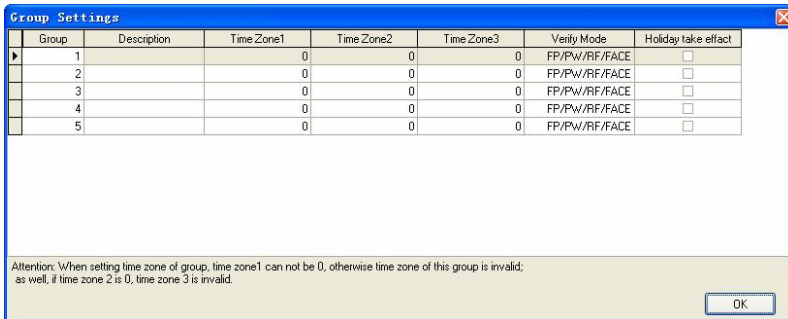 Group Settings
Group Description Time Zone1 Time Zone2 Time Zone3 Verify Mode Holiday take effact
1 0 0 0 FP/PW/RF/FACE
2 0 0 0 FP/PW/RF/FACE
3 0 0 0 FP/PW/RF/FACE
4 0 0 0 FP/PW/RF/FACE
5 0 0 0 FP/PW/RF/FACE
Attention: When setting time zone of group, time zone1 can not be 0, otherwise time zone of this group is invalid;
as well, if time zone 2 is 0, time zone 3 is invalid.
OK